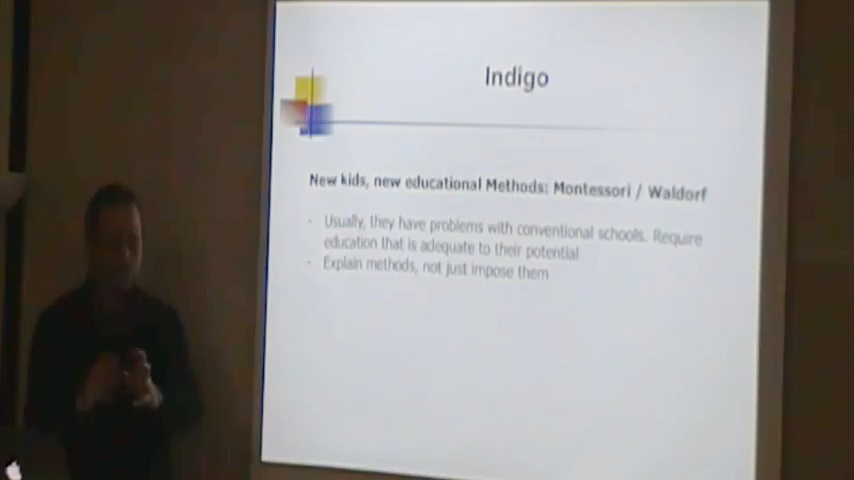 Indigo
New kids, new educational Methods: Montessori / Waldorf
- Usually, they have problems with conventional schools. Require
education that is adequate to their potential
- Explain methods, not just impose them